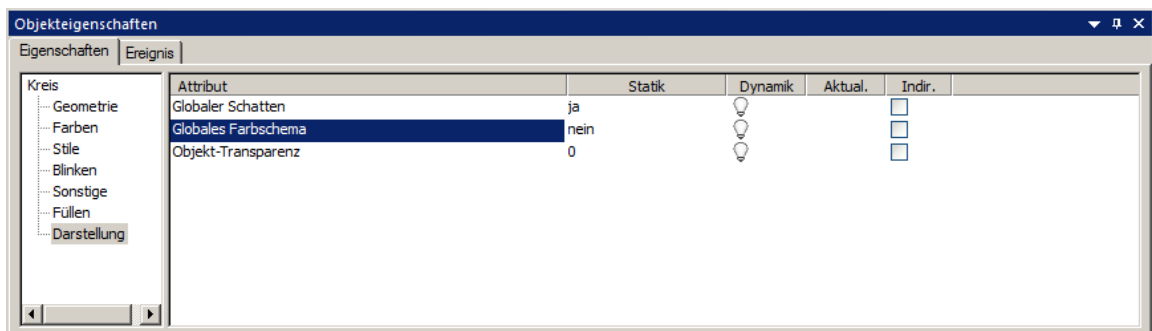 Objekteigenschaften
Eigenschaften Ereignis
Kreis
Geometrie
Farben
Stile
Blinken
Sonstige
Füllen
Darstellung
Attribut Statik Dynamik Aktual. Indir.
Globaler Schatten ja
Globales Farbschema nein
Objekt-Transparenz 0